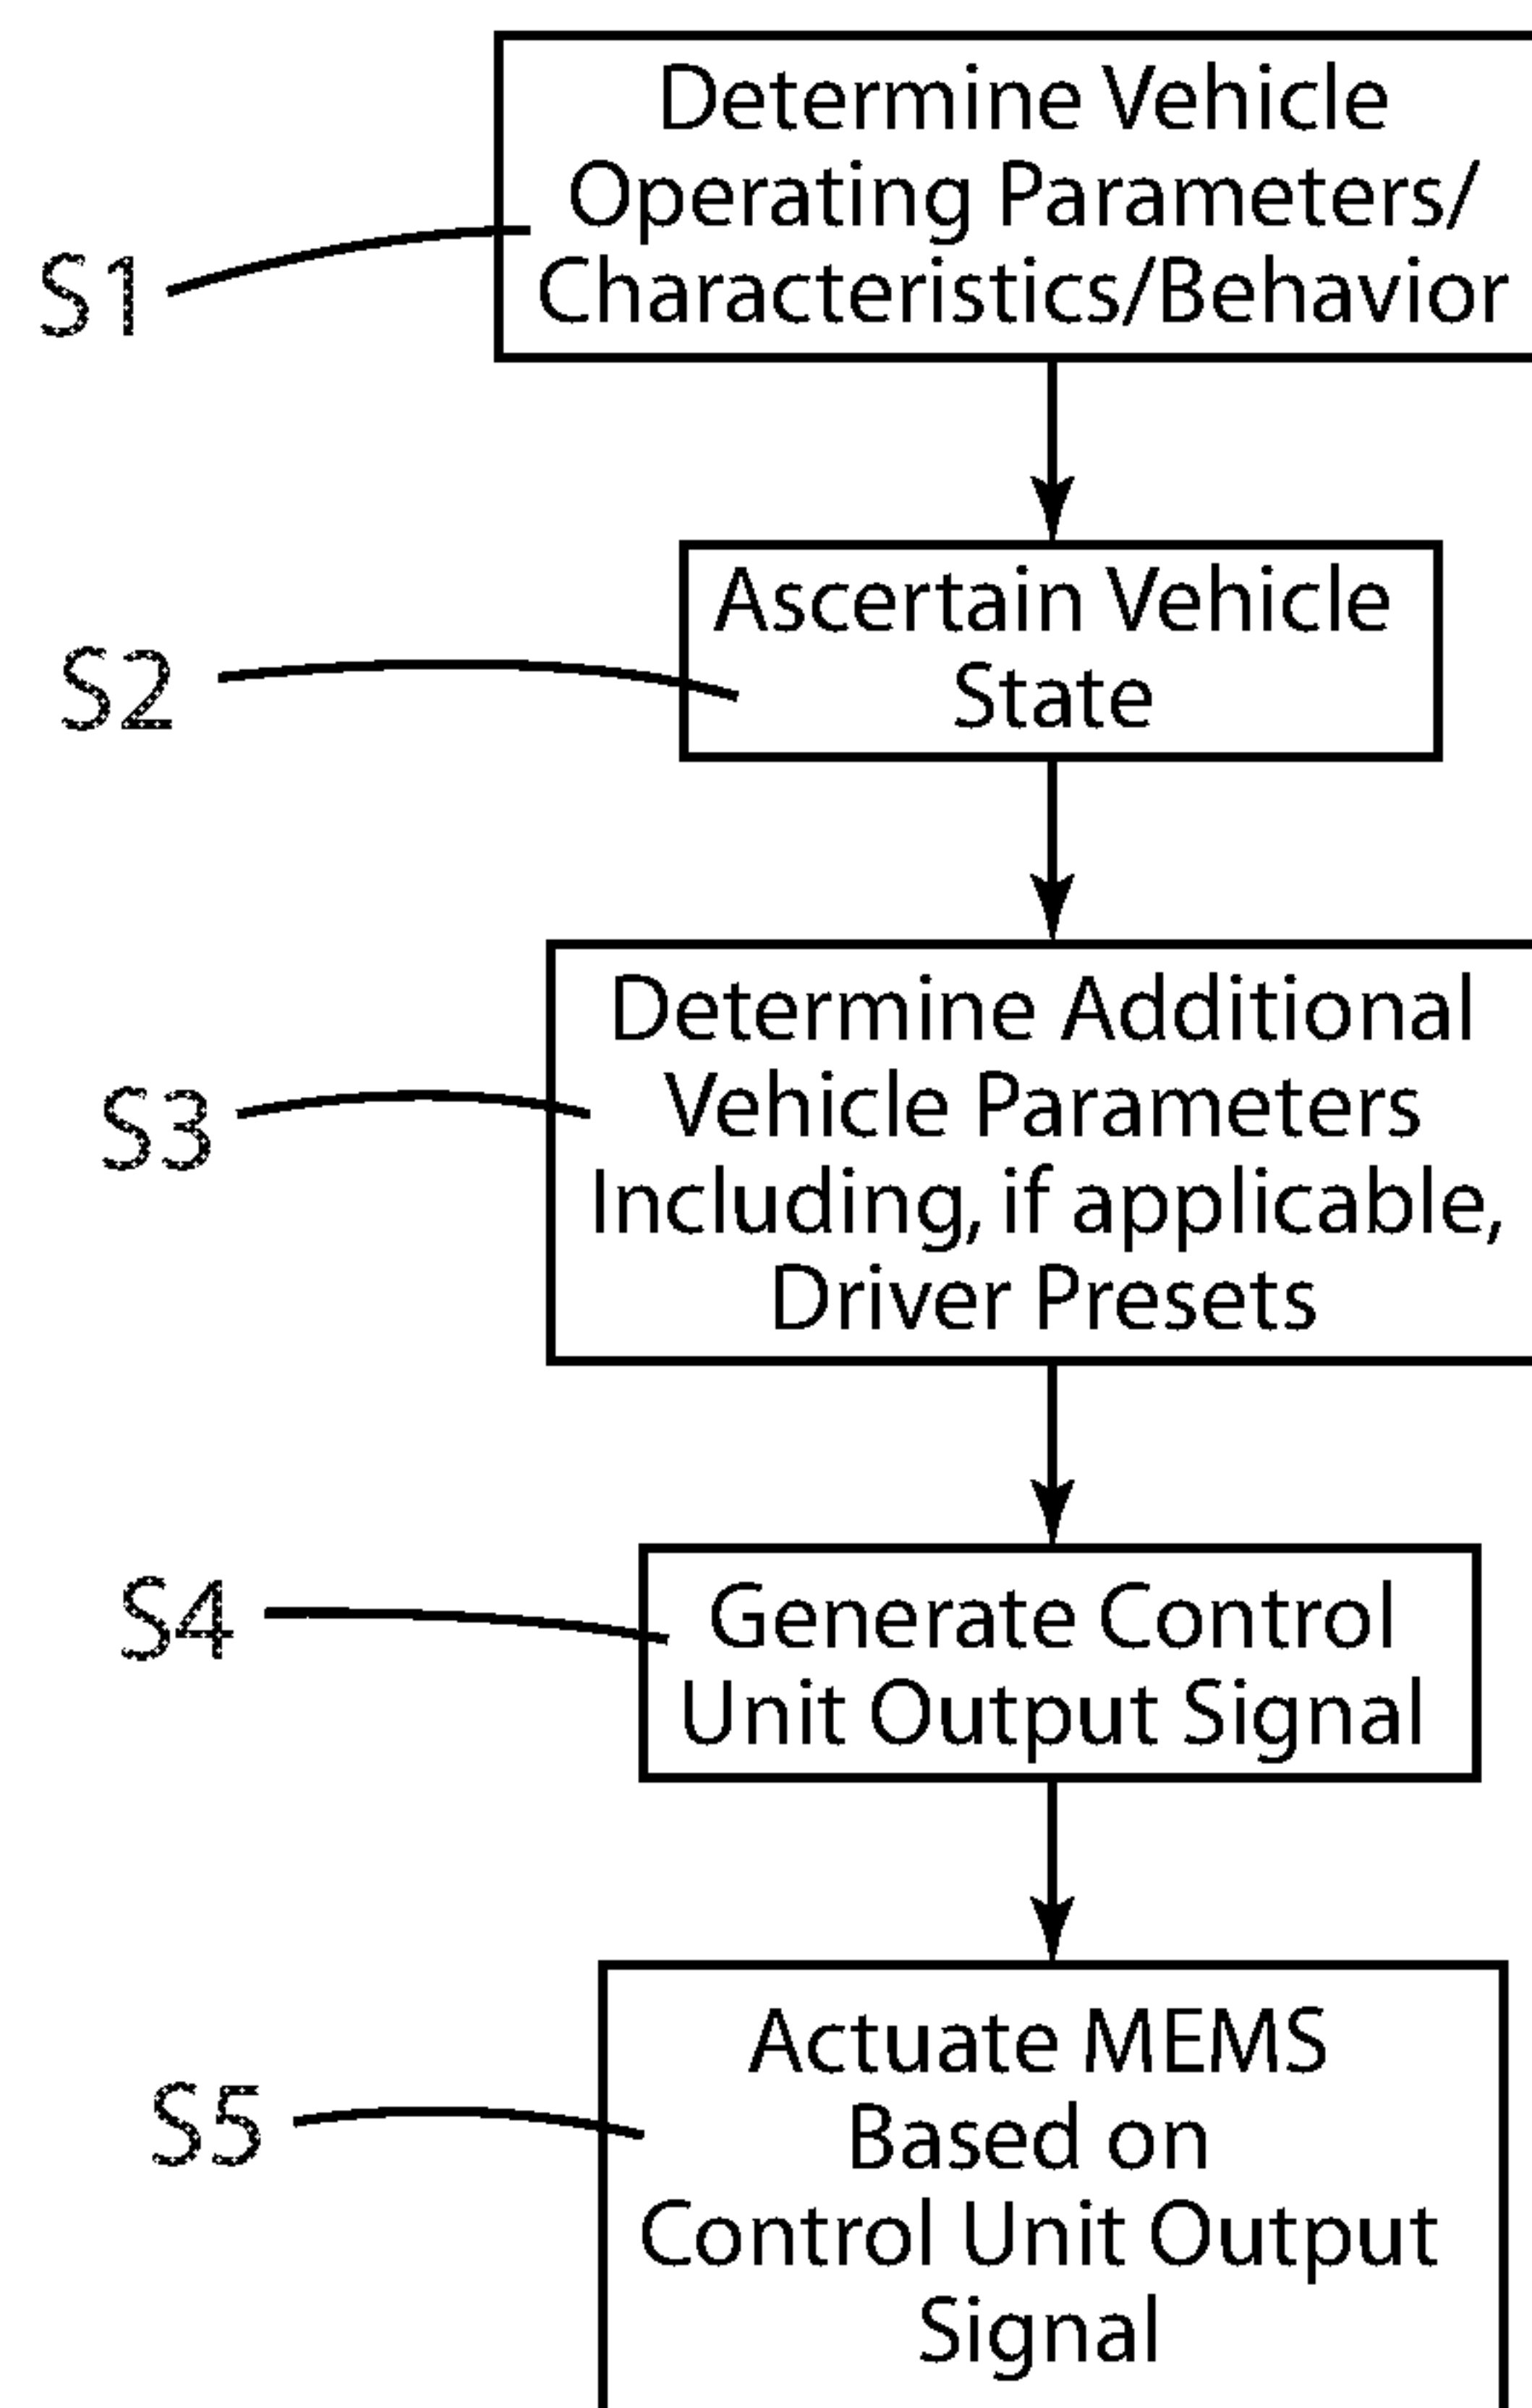 Determine Vehicle
Operating Parameters/
Characteristics/Behavior
S1
Ascertain Vehicle
State
S2
Determine Additional
Vehicle Parameters
Including, if applicable,
Driver Presets
S3
Generate Control
Unit Output Signal
S4
Actuate MEMS
Based on
Control Unit Output
Signal
S5